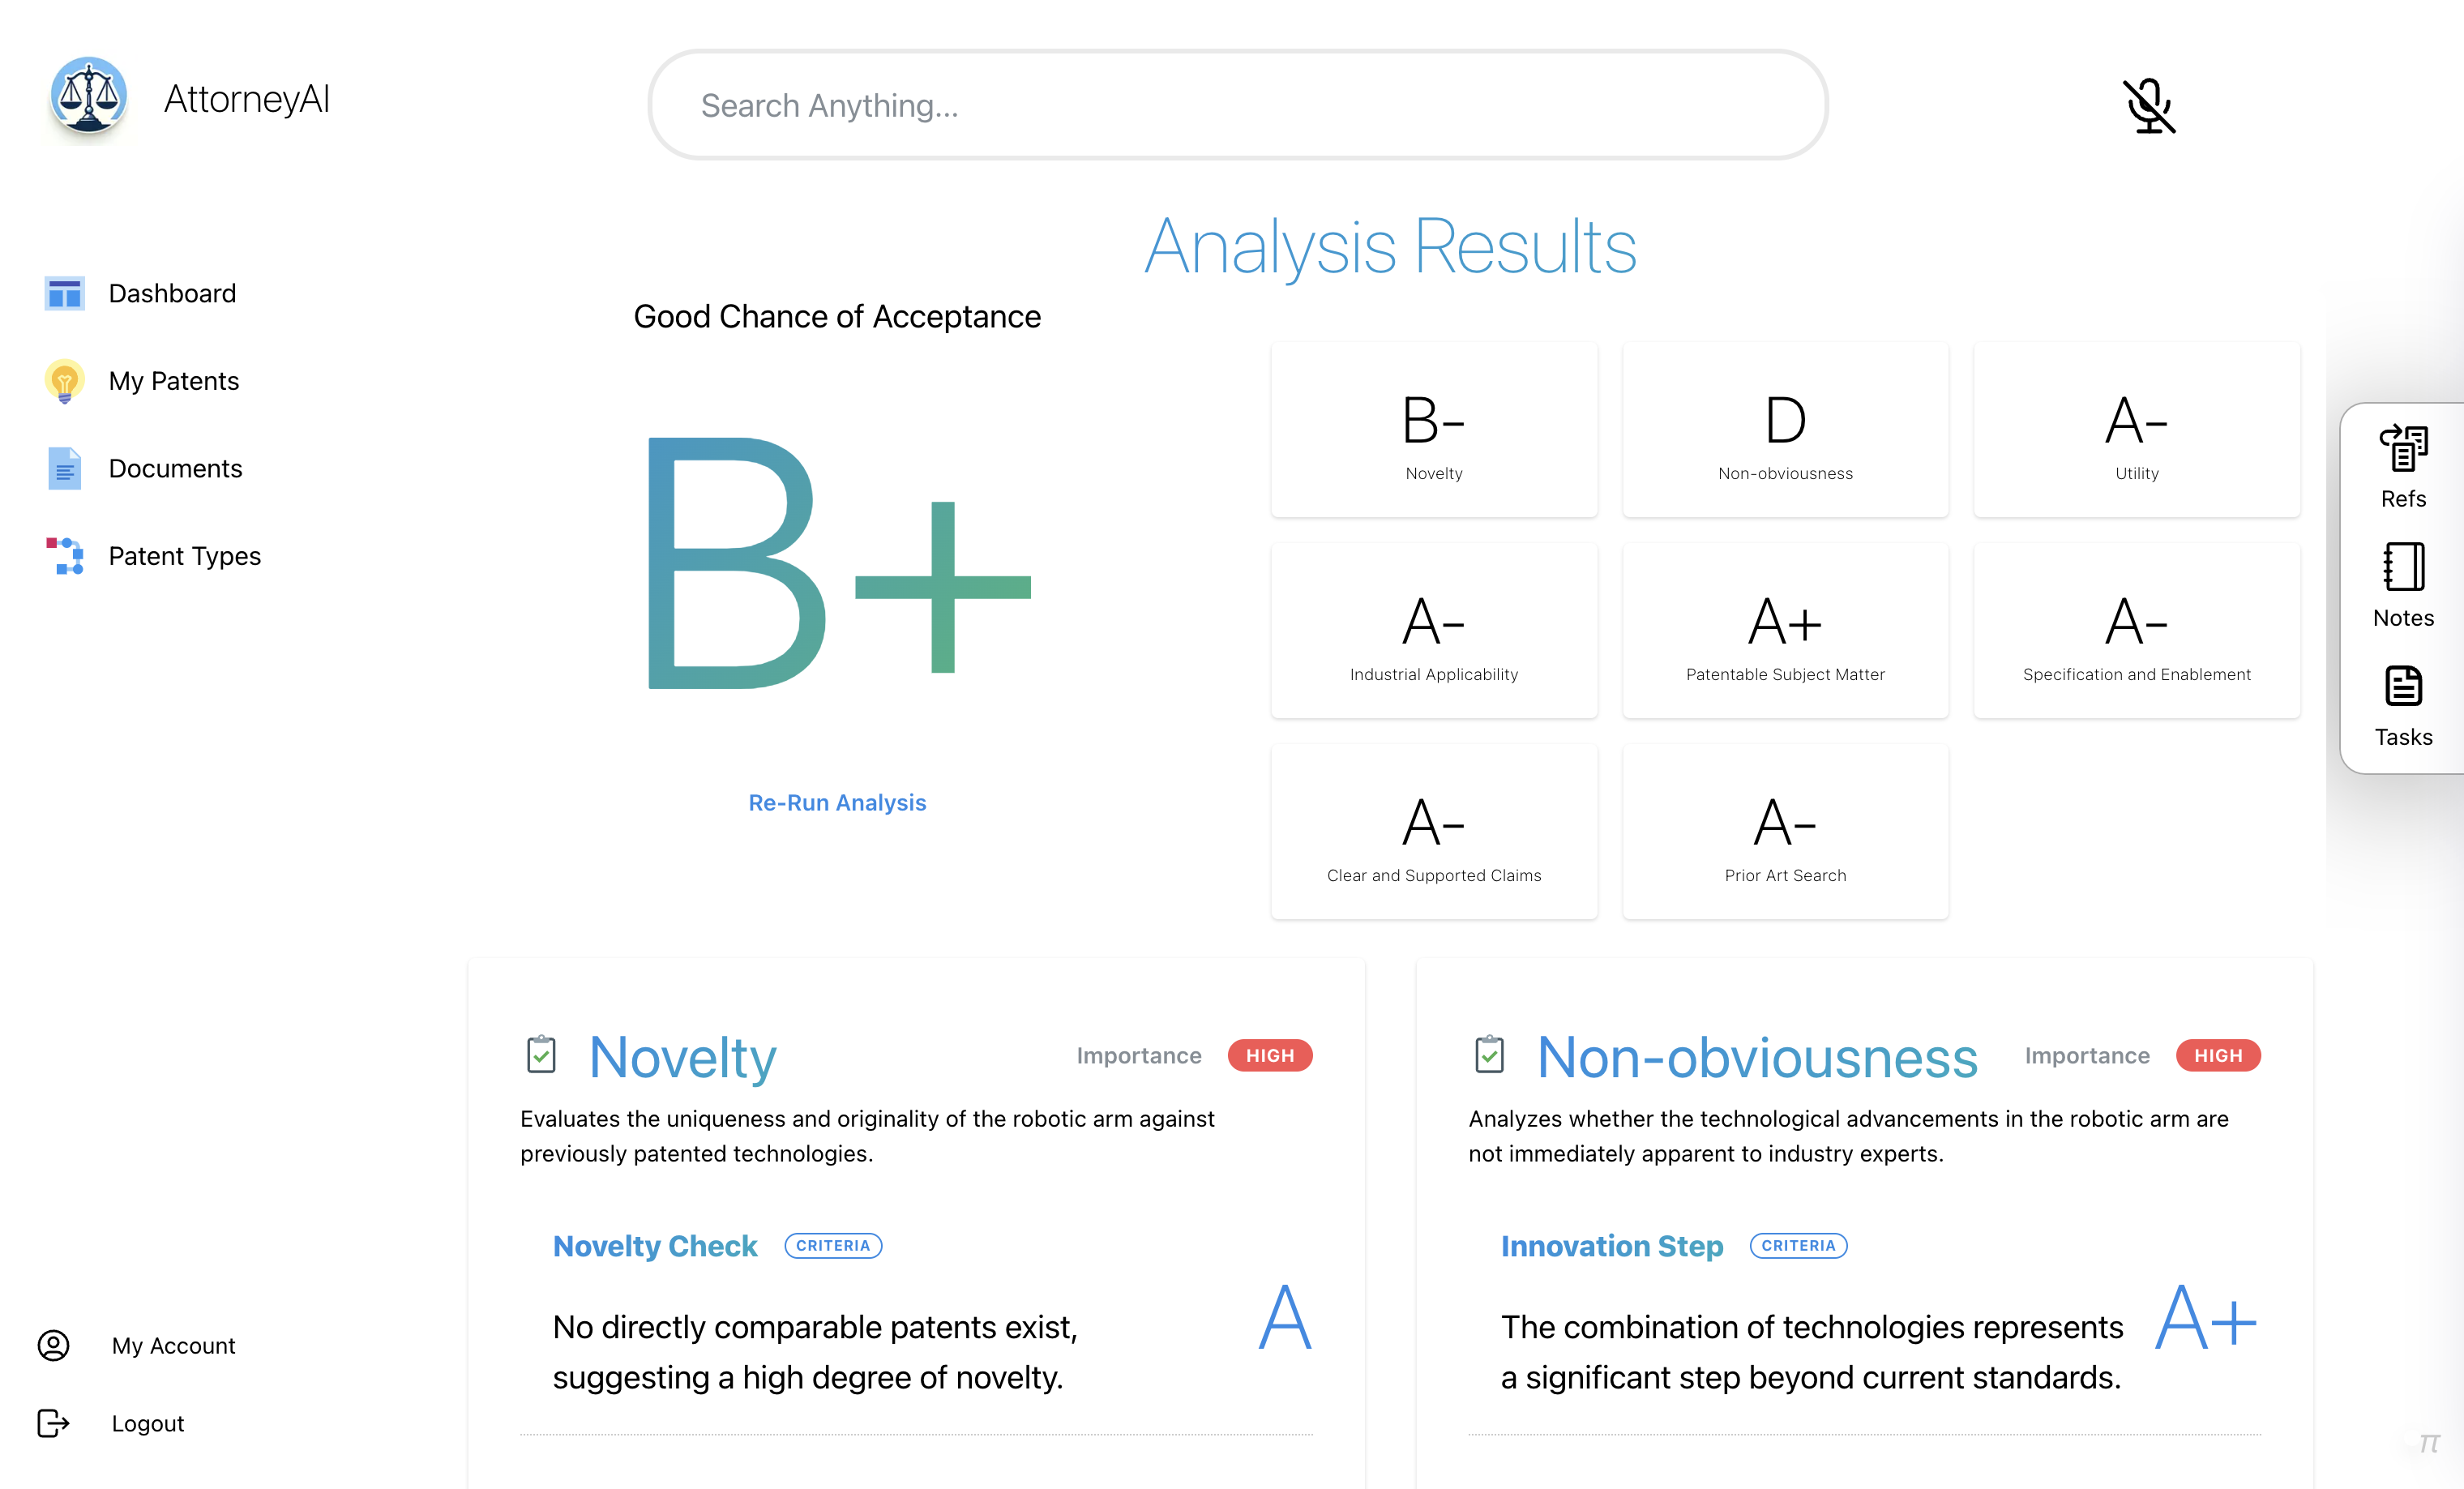 AttorneyAI
Search Anything...
Dashboard
My Patents
Documents
Patent Types
My Account
Logout
Analysis Results
Good Chance of Acceptance
B+
Re-Run Analysis
B-
Novelty
D
Non-obviousness
A-
Utility
A-
Industrial Applicability
A+
Patentable Subject Matter
A-
Specification and Enablement
A-
Clear and Supported Claims
A-
Prior Art Search
Refs
Notes
Tasks
Novelty
Importance HIGH
Evaluates the uniqueness and originality of the robotic arm against
previously patented technologies.
Novelty Check CRITERIA
No directly comparable patents exist,
suggesting a high degree of novelty.
A
Non-obviousness
Importance HIGH
Analyzes whether the technological advancements in the robotic arm are
not immediately apparent to industry experts.
Innovation Step CRITERIA
The combination of technologies represents
a significant step beyond current standards.
A+
π